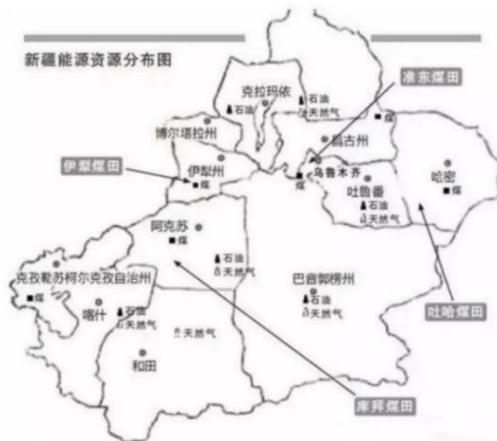 新疆能源资源分布图
克拉玛依
石油
石油
天然气
准东煤田
博尔塔拉州
煤
昌吉州
伊犁煤田
伊犁州
煤
煤
乌鲁木齐
哈密
煤
吐鲁番
石油
天然气
阿克苏
煤
石油
天然气
克孜勒苏柯尔克孜自治州
煤
喀什
石油
天然气
巴音郭楞州
石油
天然气
吐哈煤田
天然气
和田
库拜煤田